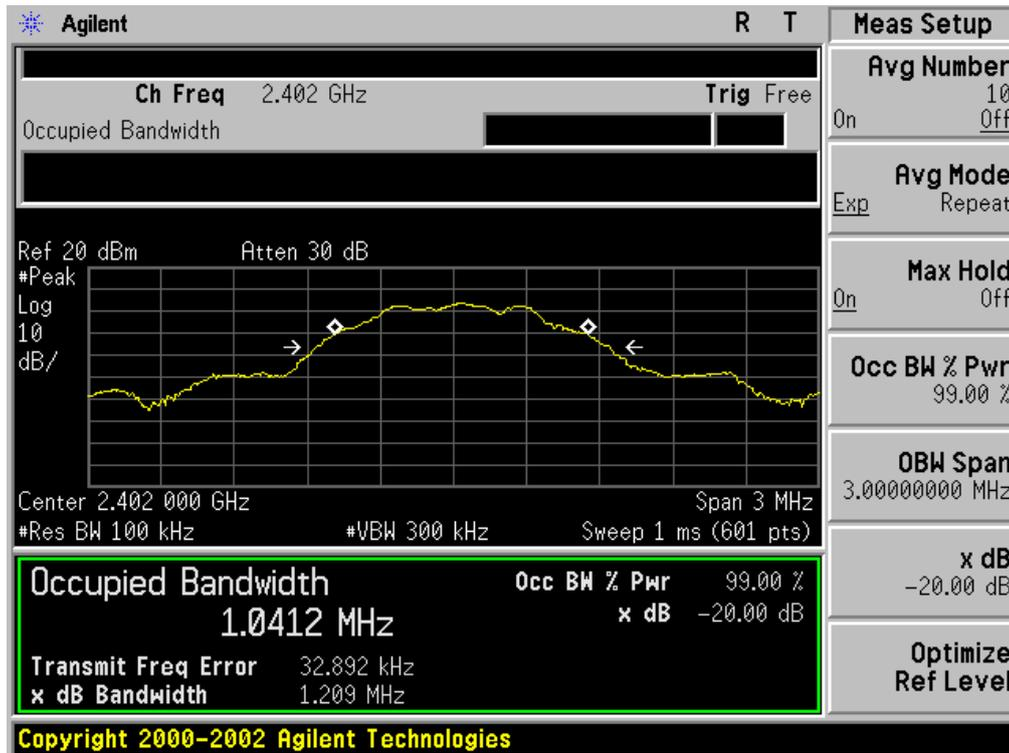 Agilent R T
Meas Setup
Ch Freq 2.402 GHz Trig Free
Occupied Bandwidth
Ref 20 dBm Atten 30 dB
#Peak
Log
10
dB/
Center 2.402 000 GHz Span 3 MHz
#Res BW 100 kHz #VBW 300 kHz Sweep 1 ms (601 pts)
Occupied Bandwidth
1.0412 MHz
Occ BW % Pwr 99.00 %
x dB -20.00 dB
Transmit Freq Error 32.892 kHz
x dB Bandwidth 1.209 MHz
Avg Number
10
On Off
Avg Mode
Exp Repeat
Max Hold
On Off
Occ BW % Pwr
99.00 %
OBW Span
3.00000000 MHz
x dB
-20.00 dB
Optimize
Ref Level
Copyright 2000-2002 Agilent Technologies